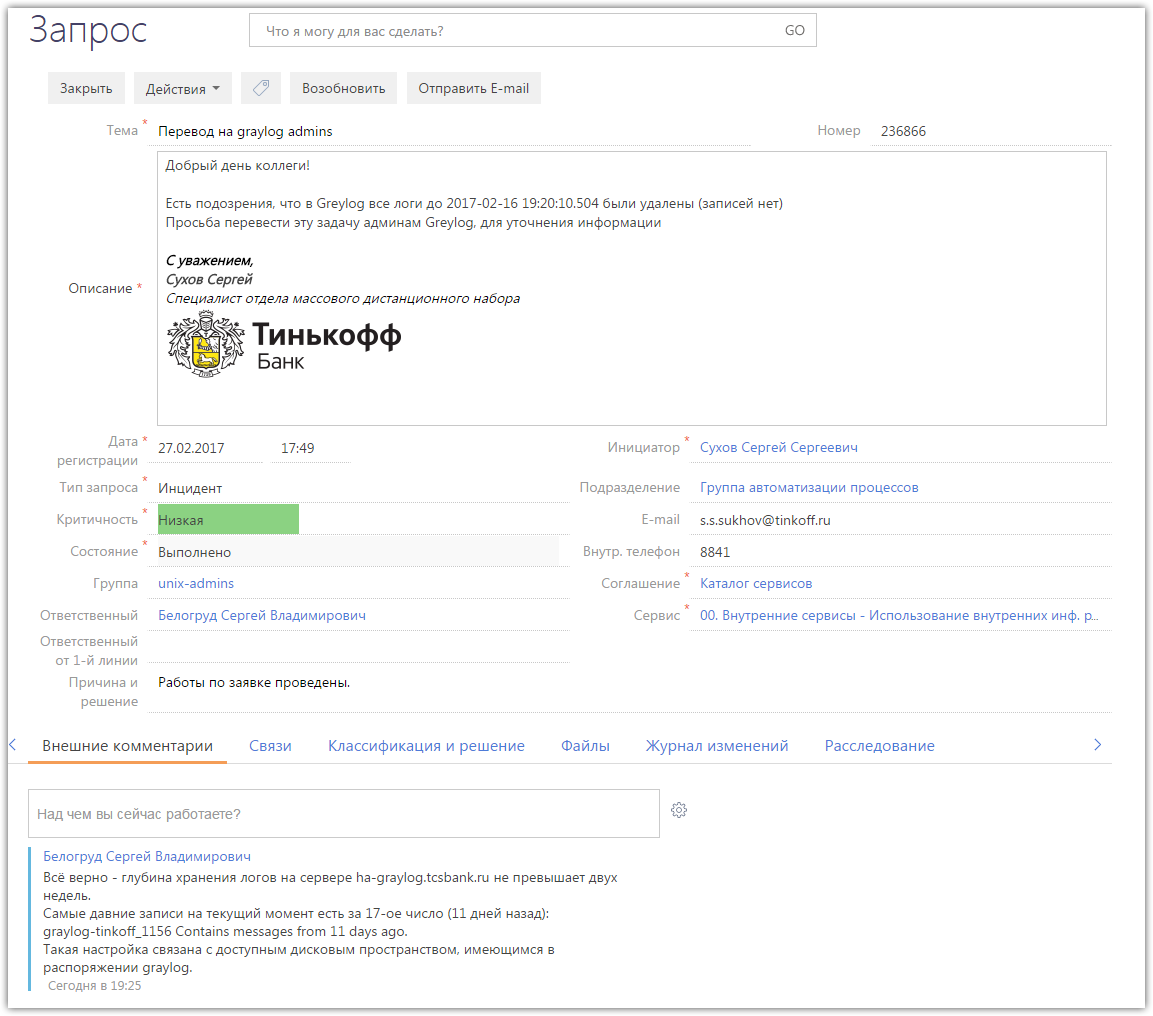 Запрос
Что я могу для вас сделать? GO
Закрыть Действия Возобновить Отправить E-mail
Тема * Перевод на graylog admins Номер 236866
Добрый день коллеги!
Есть подозрения, что в Greylog все логи до 2017-02-16 19:20:10.504 были удалены (записей нет)
Просьба перевести эту задачу админам Greylog, для уточнения информации
С уважением,
Сухов Сергей
Описание *
Специалист отдела массового дистанционного набора
Тинькофф
Банк
Дата * регистрации 27.02.2017 17:49 Инициатор * Сухов Сергей Сергеевич
Тип запроса * Инцидент Подразделение Группа автоматизации процессов
Критичность * Низкая E-mail s.s.sukhov@tinkoff.ru
Состояние * Выполнено Внутр. телефон 8841
Группа unix-admins Соглашение * Каталог сервисов
Ответственный Белогруд Сергей Владимирович Сервис * 00. Внутренние сервисы - Использование внутренних инф. р...
Ответственный
от 1-й линии
Причина и Работы по заявке проведены.
решение
Внешние комментарии Связи Классификация и решение Файлы Журнал изменений Расследование
Над чем вы сейчас работаете?
Белогруд Сергей Владимирович
Всё верно - глубина хранения логов на сервере ha-graylog.tcsbank.ru не превышает двух
недель.
Самые давние записи на текущий момент есть за 17-ое число (11 дней назад):
graylog-tinkoff_1156 Contains messages from 11 days ago.
Такая настройка связана с доступным дисковым пространством, имеющимся в
распоряжении graylog.
Сегодня в 19:25